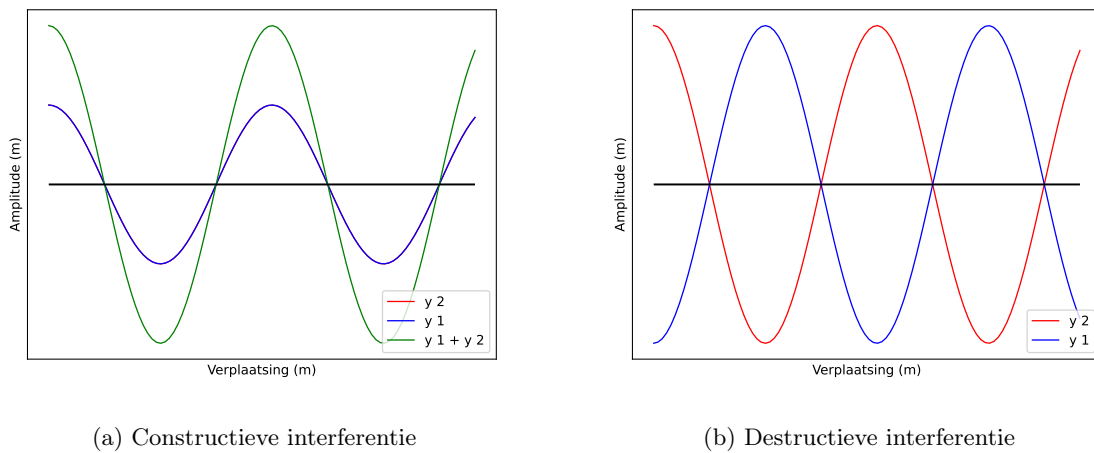 Amplitude (m)
y 2
y 1
y 1 + y 2
Verplaatsing (m)
(a) Constructieve interferentie
Amplitude (m)
y 2
y 1
Verplaatsing (m)
(b) Destructieve interferentie